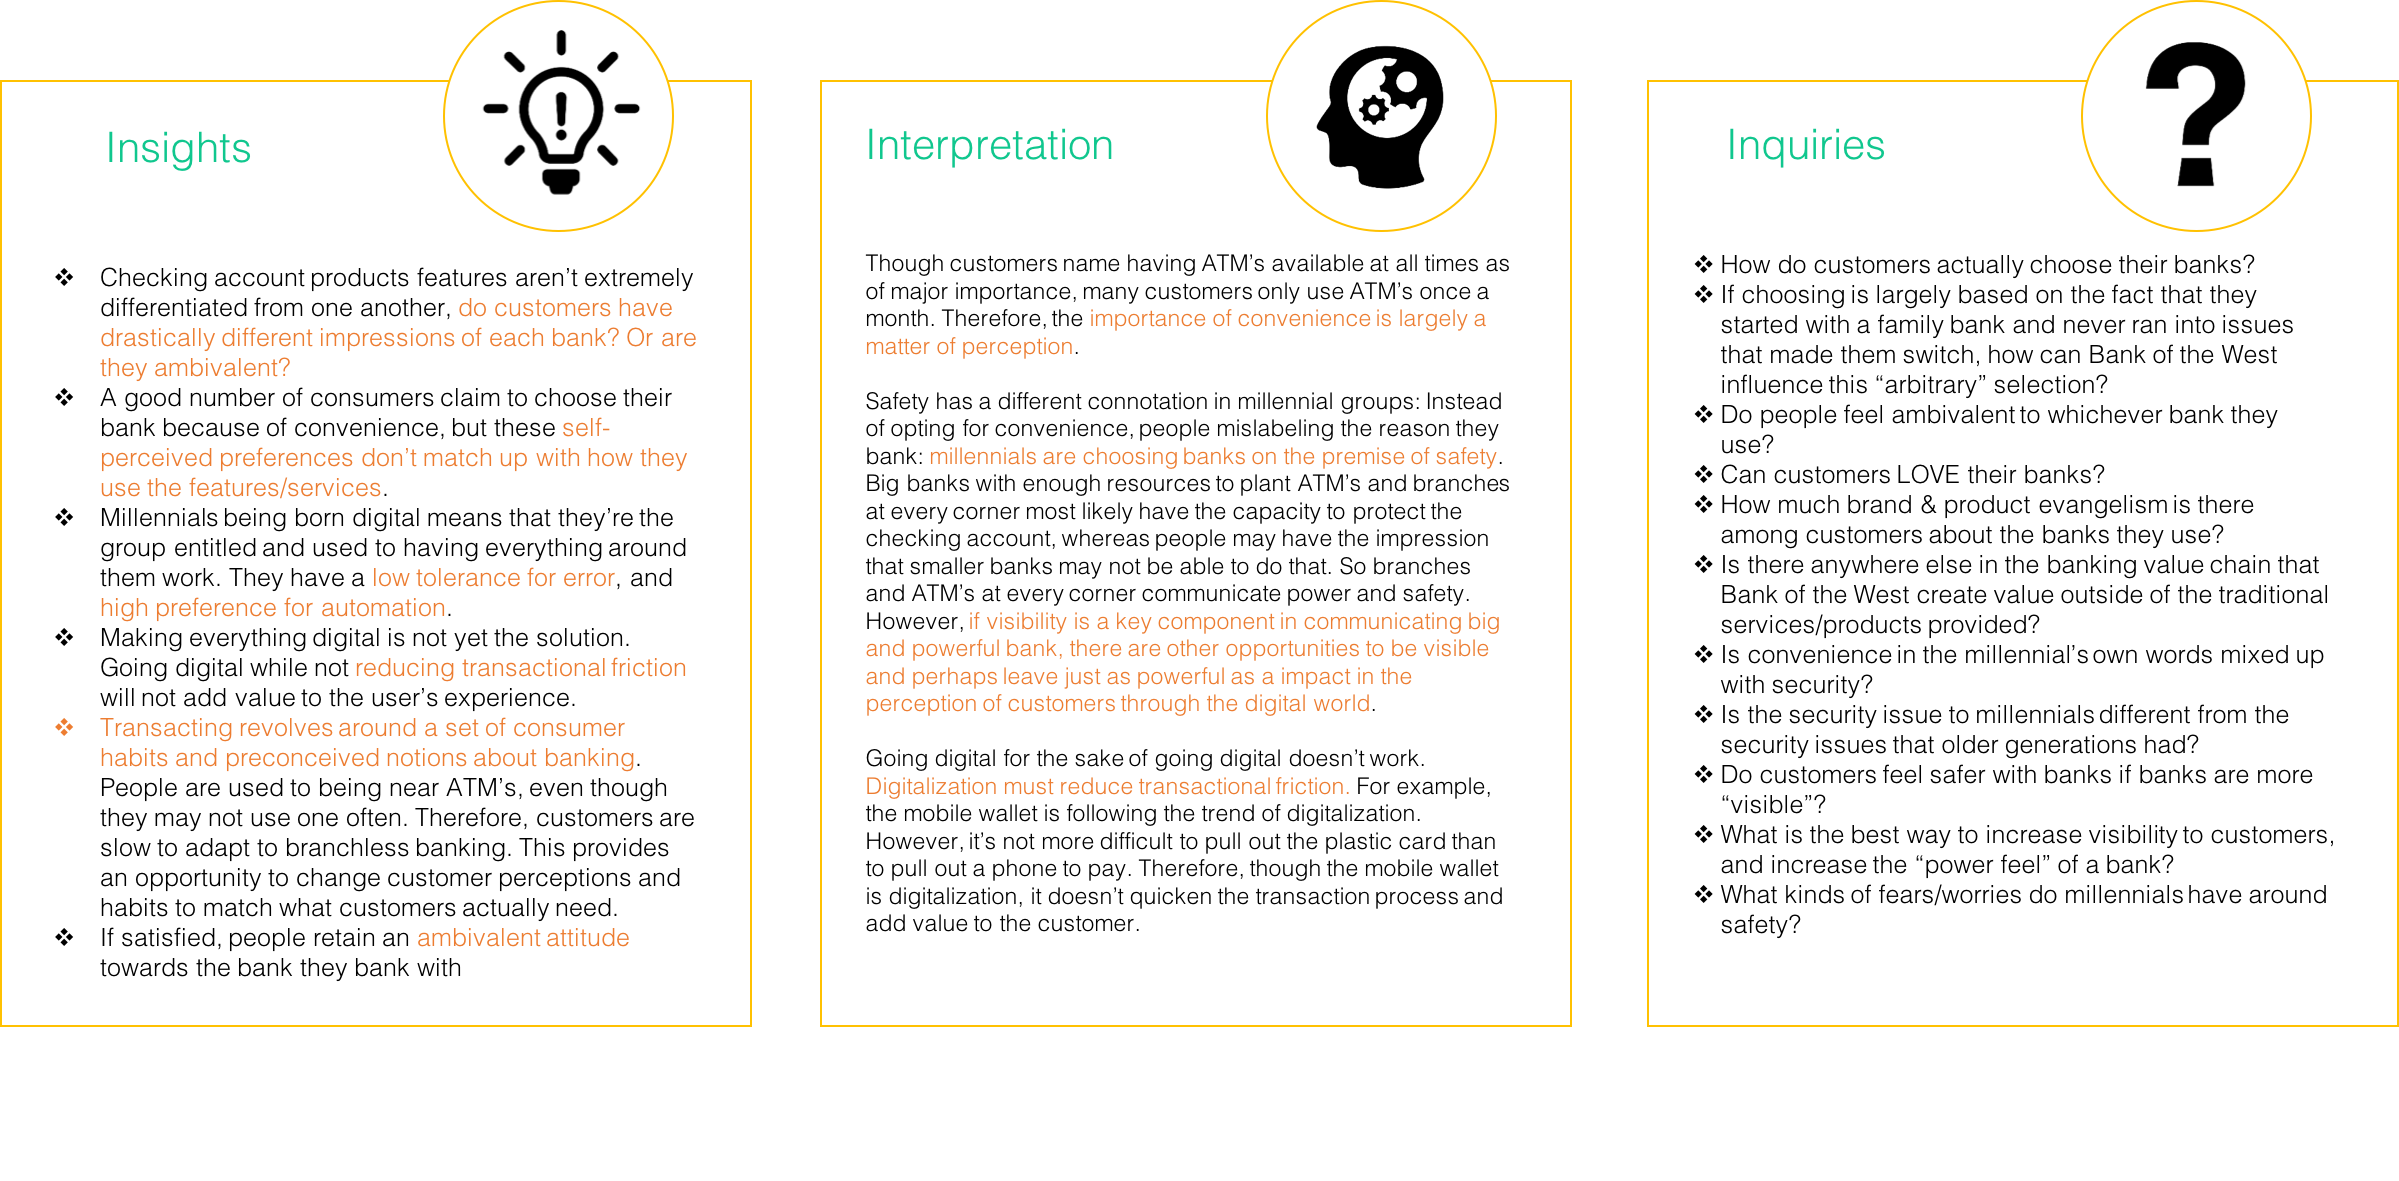 Insights
❖ Checking account products features aren’t extremely
differentiated from one another, do customers have
drastically different impressions of each bank? Or are
they ambivalent?
❖ A good number of consumers claim to choose their
bank because of convenience, but these self-
perceived preferences don’t match up with how they
use the features/services.
❖ Millennials being born digital means that they’re the
group entitled and used to having everything around
them work. They have a low tolerance for error, and
high preference for automation.
❖ Making everything digital is not yet the solution.
Going digital while not reducing transactional friction
will not add value to the user’s experience.
❖ Transacting revolves around a set of consumer
habits and preconceived notions about banking.
People are used to being near ATM’s, even though
they may not use one often. Therefore, customers are
slow to adapt to branchless banking. This provides
an opportunity to change customer perceptions and
habits to match what customers actually need.
❖ If satisfied, people retain an ambivalent attitude
towards the bank they bank with
Interpretation
Though customers name having ATM’s available at all times as
of major importance, many customers only use ATM’s once a
month. Therefore, the importance of convenience is largely a
matter of perception.
Safety has a different connotation in millennial groups: Instead
of opting for convenience, people mislabeling the reason they
bank: millennials are choosing banks on the premise of safety.
Big banks with enough resources to plant ATM’s and branches
at every corner most likely have the capacity to protect the
checking account, whereas people may have the impression
that smaller banks may not be able to do that. So branches
and ATM’s at every corner communicate power and safety.
However, if visibility is a key component in communicating big
and powerful bank, there are other opportunities to be visible
and perhaps leave just as powerful as a impact in the
perception of customers through the digital world.
Going digital for the sake of going digital doesn’t work.
Digitalization must reduce transactional friction. For example,
the mobile wallet is following the trend of digitalization.
However, it’s not more difficult to pull out the plastic card than
to pull out a phone to pay. Therefore, though the mobile wallet
is digitalization, it doesn’t quicken the transaction process and
add value to the customer.
Inquiries
❖ How do customers actually choose their banks?
❖ If choosing is largely based on the fact that they
started with a family bank and never ran into issues
that made them switch, how can Bank of the West
influence this “arbitrary” selection?
❖ Do people feel ambivalent to whichever bank they
use?
❖ Can customers LOVE their banks?
❖ How much brand & product evangelism is there
among customers about the banks they use?
❖ Is there anywhere else in the banking value chain that
Bank of the West create value outside of the traditional
services/products provided?
❖ Is convenience in the millennial’s own words mixed up
with security?
❖ Is the security issue to millennials different from the
security issues that older generations had?
❖ Do customers feel safer with banks if banks are more
“visible”?
❖ What is the best way to increase visibility to customers,
and increase the “power feel” of a bank?
❖ What kinds of fears/worries do millennials have around
safety?